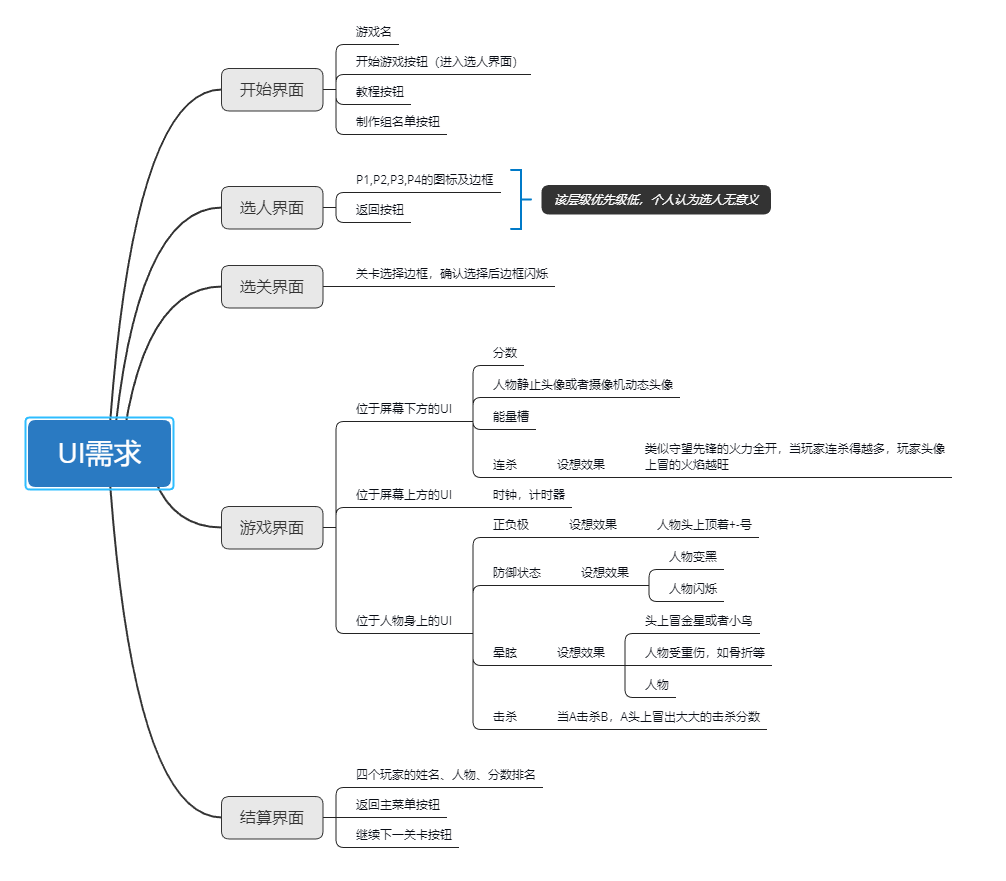 UI需求
开始界面
游戏名
开始游戏按钮（进入选人界面）
教程按钮
制作组名单按钮
选人界面
P1,P2,P3,P4的图标及边框
返回按钮
该层级优先级低，个人认为选人无意义
选关界面
关卡选择边框，确认选择后边框闪烁
游戏界面
位于屏幕下方的UI
分数
人物静止头像或者摄像机动态头像
能量槽
连杀
设想效果
类似守望先锋的火力全开，当玩家连杀得越多，玩家头像
上冒的火焰越旺
位于屏幕上方的UI
时钟，计时器
位于人物身上的UI
正负极
设想效果
人物头上顶着+-号
防御状态
设想效果
人物变黑
人物闪烁
晕眩
设想效果
头上冒金星或者小鸟
人物受重伤，如骨折等
人物
击杀
当A击杀B，A头上冒出大大的击杀分数
结算界面
四个玩家的姓名、人物、分数排名
返回主菜单按钮
继续下一关卡按钮